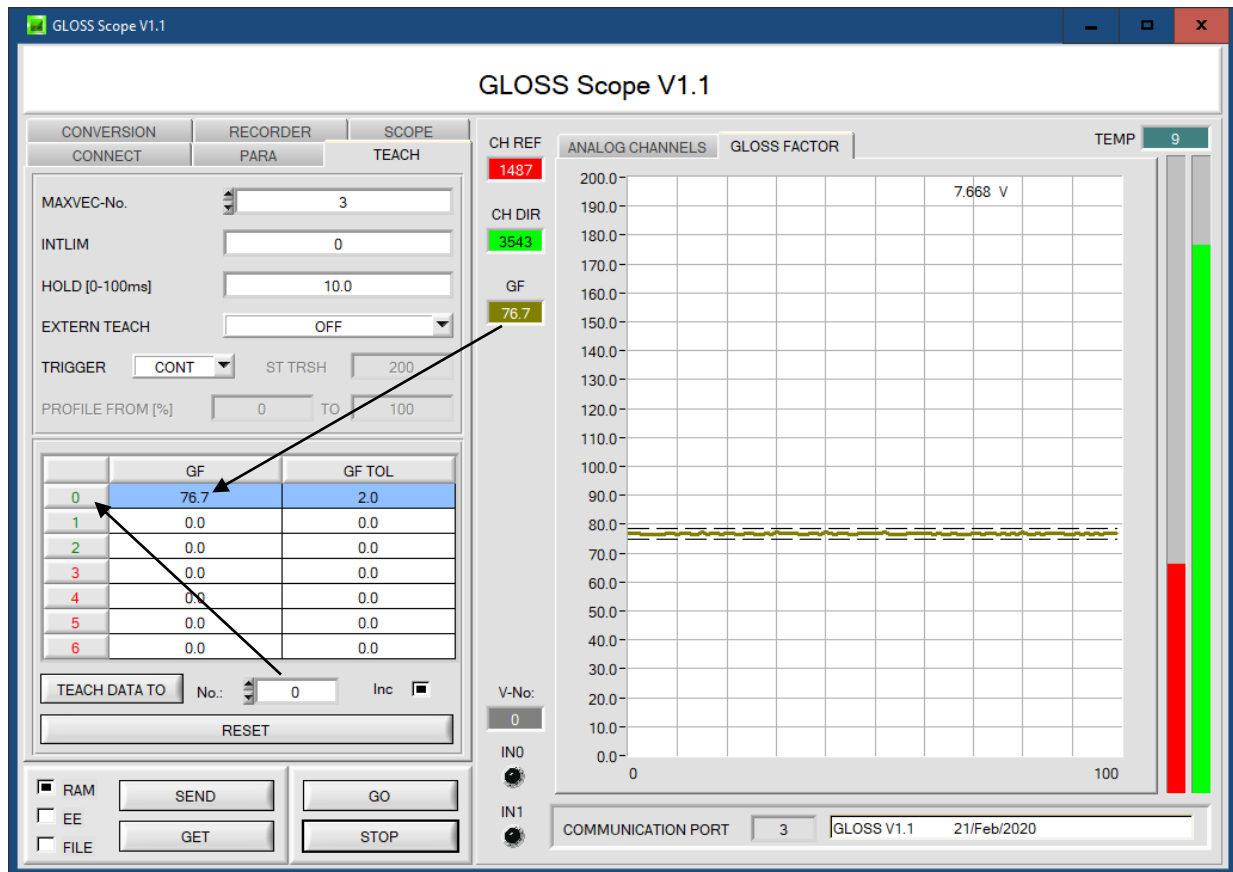 GLOSS Scope V1.1
GLOSS Scope V1.1
CONVERSION RECORDER SCOPE
CONNECT PARA TEACH
MAXVEC-No. 3
INTLIM 0
HOLD [0-100ms] 10.0
EXTERN TEACH OFF
TRIGGER CONT ST TRSH 200
PROFILE FROM [%] 0 TO 100
GF GF TOL
0 76.7 2.0
1 0.0 0.0
2 0.0 0.0
3 0.0 0.0
4 0.0 0.0
5 0.0 0.0
6 0.0 0.0
TEACH DATA TO No.: 0 Inc
RESET
RAM SEND GO
EE
GET STOP
FILE
CH REF
1487
CH DIR
3543
GF
76.7
V-No:
0
IN0
IN1
ANALOG CHANNELS GLOSS FACTOR
TEMP 9
7.668 V
200.0
190.0
180.0
170.0
160.0
150.0
140.0
130.0
120.0
110.0
100.0
90.0
80.0
70.0
60.0
50.0
40.0
30.0
20.0
10.0
0.0
0 100
COMMUNICATION PORT 3 GLOSS V1.1 21/Feb/2020